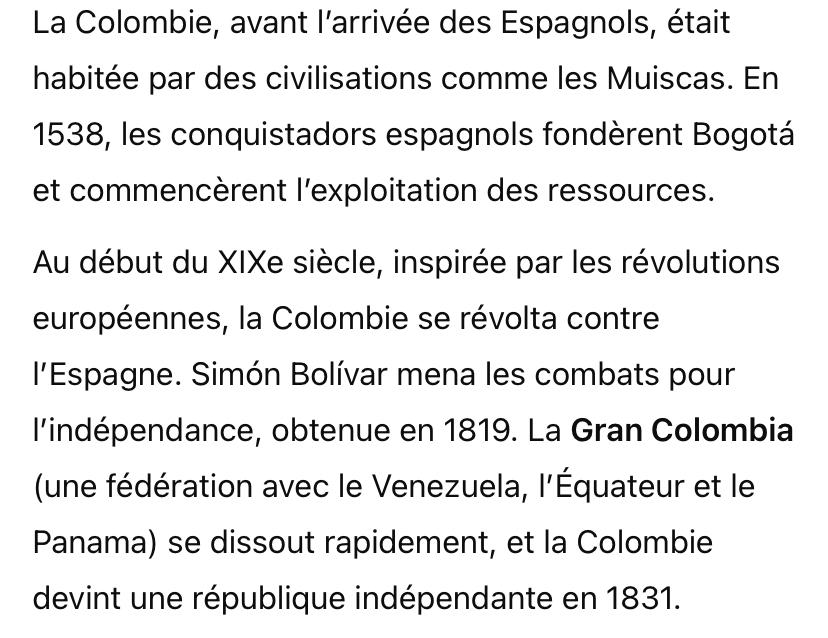 La Colombie, avant l’arrivée des Espagnols, était
habitée par des civilisations comme les Muiscas. En
1538, les conquistadors espagnols fondèrent Bogotá
et commencèrent l’exploitation des ressources.
Au début du XIXe siècle, inspirée par les révolutions
européennes, la Colombie se révolta contre
l’Espagne. Simón Bolívar mena les combats pour
l’indépendance, obtenue en 1819. La Gran Colombia
(une fédération avec le Venezuela, l’Équateur et le
Panama) se dissout rapidement, et la Colombie
devint une république indépendante en 1831.